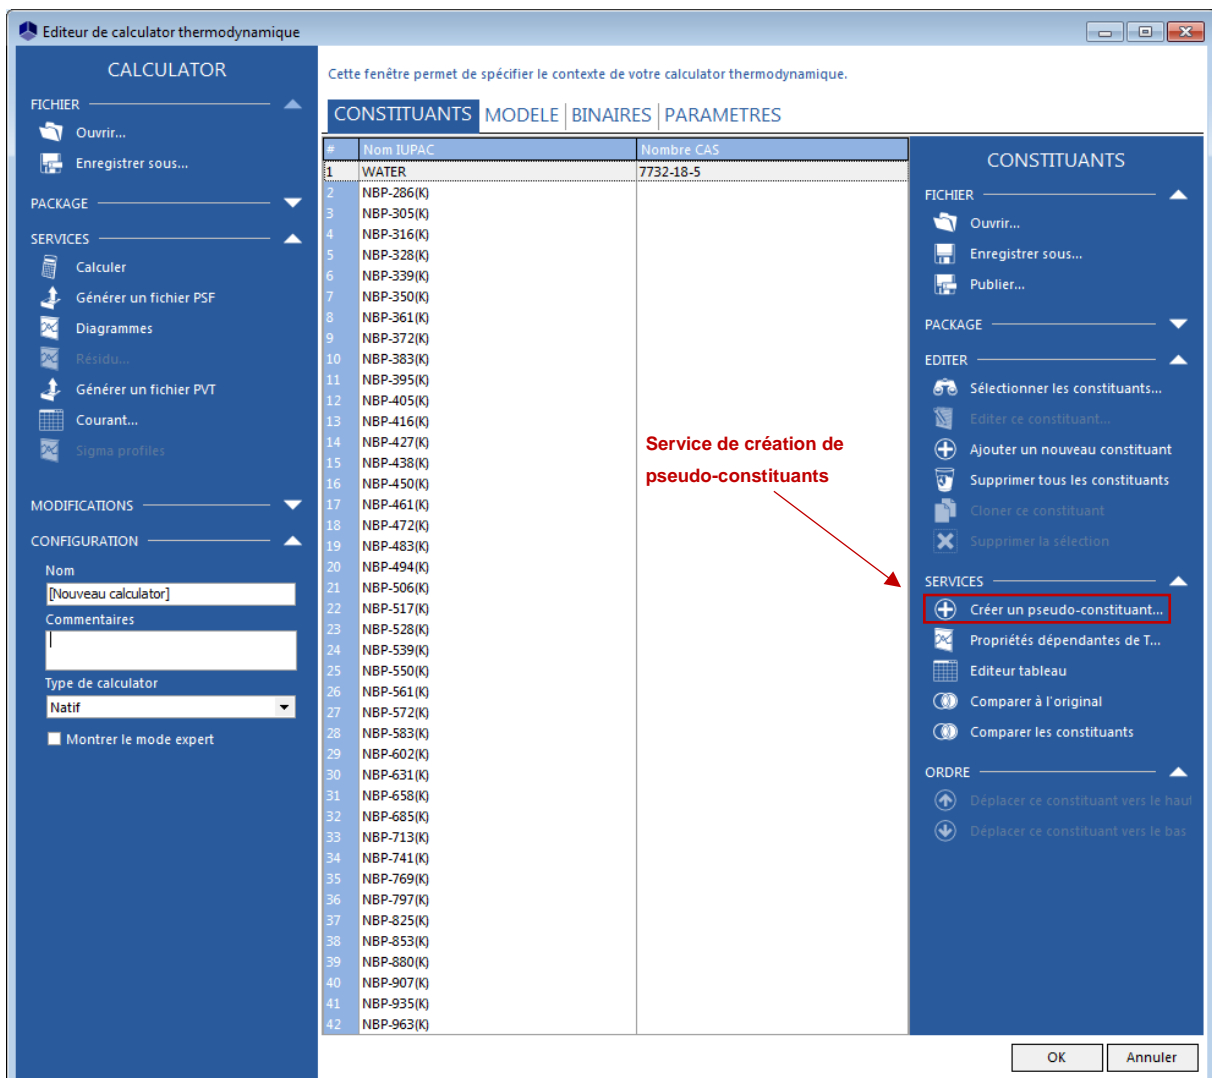 Editeur de calculator thermodynamique
CALCULATOR
FICHIER
Ouvrir...
Enregistrer sous...
PACKAGE
SERVICES
Calculer
Générer un fichier PSF
Diagrammes
Résidu...
Générer un fichier PVT
Courant...
Sigma profiles
MODIFICATIONS
CONFIGURATION
Nom
[Nouveau calculator]
Commentaires
Type de calculator
Natif
Montrer le mode expert
Cette fenêtre permet de spécifier le contexte de votre calculator thermodynamique.
CONSTITUANTS MODELE BINAIRES PARAMETRES
# Nom IUPAC Nombre CAS
1 WATER 7732-18-5
2 NBP-286(K)
3 NBP-305(K)
4 NBP-316(K)
5 NBP-328(K)
6 NBP-339(K)
7 NBP-350(K)
8 NBP-361(K)
9 NBP-372(K)
10 NBP-383(K)
11 NBP-395(K)
12 NBP-405(K)
13 NBP-416(K)
14 NBP-427(K)
15 NBP-438(K)
16 NBP-450(K)
17 NBP-461(K)
18 NBP-472(K)
19 NBP-483(K)
20 NBP-494(K)
21 NBP-506(K)
22 NBP-517(K)
23 NBP-528(K)
24 NBP-539(K)
25 NBP-550(K)
26 NBP-561(K)
27 NBP-572(K)
28 NBP-583(K)
29 NBP-602(K)
30 NBP-631(K)
31 NBP-658(K)
32 NBP-685(K)
33 NBP-713(K)
34 NBP-741(K)
35 NBP-769(K)
36 NBP-797(K)
37 NBP-825(K)
38 NBP-853(K)
39 NBP-880(K)
40 NBP-907(K)
41 NBP-935(K)
42 NBP-963(K)
Service de création de
pseudo-constituants
CONSTITUANTS
FICHIER
Ouvrir...
Enregistrer sous...
Publier...
PACKAGE
EDITER
Sélectionner les constituants...
Editer ce constituant...
Ajouter un nouveau constituant
Supprimer tous les constituants
Cloner ce constituant
Supprimer la sélection
SERVICES
Créer un pseudo-constituant...
Propriétés dépendantes de T...
Editeur tableau
Comparer à l'original
Comparer les constituants
ORDRE
Déplacer ce constituant vers le haut
Déplacer ce constituant vers le bas
OK Annuler